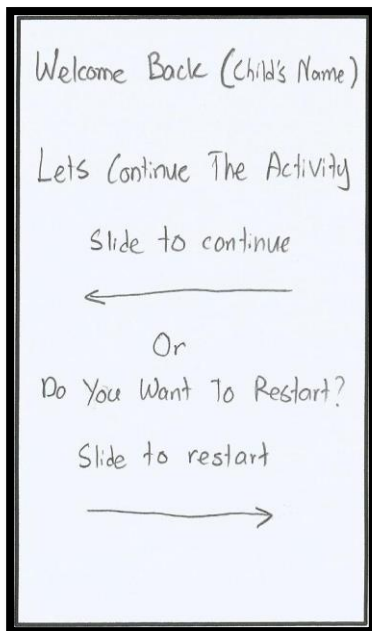 Welcome Back (Child's Name)
Lets Continue The Activity
Slide to continue
Or
Do You Want To Restart?
Slide to restart